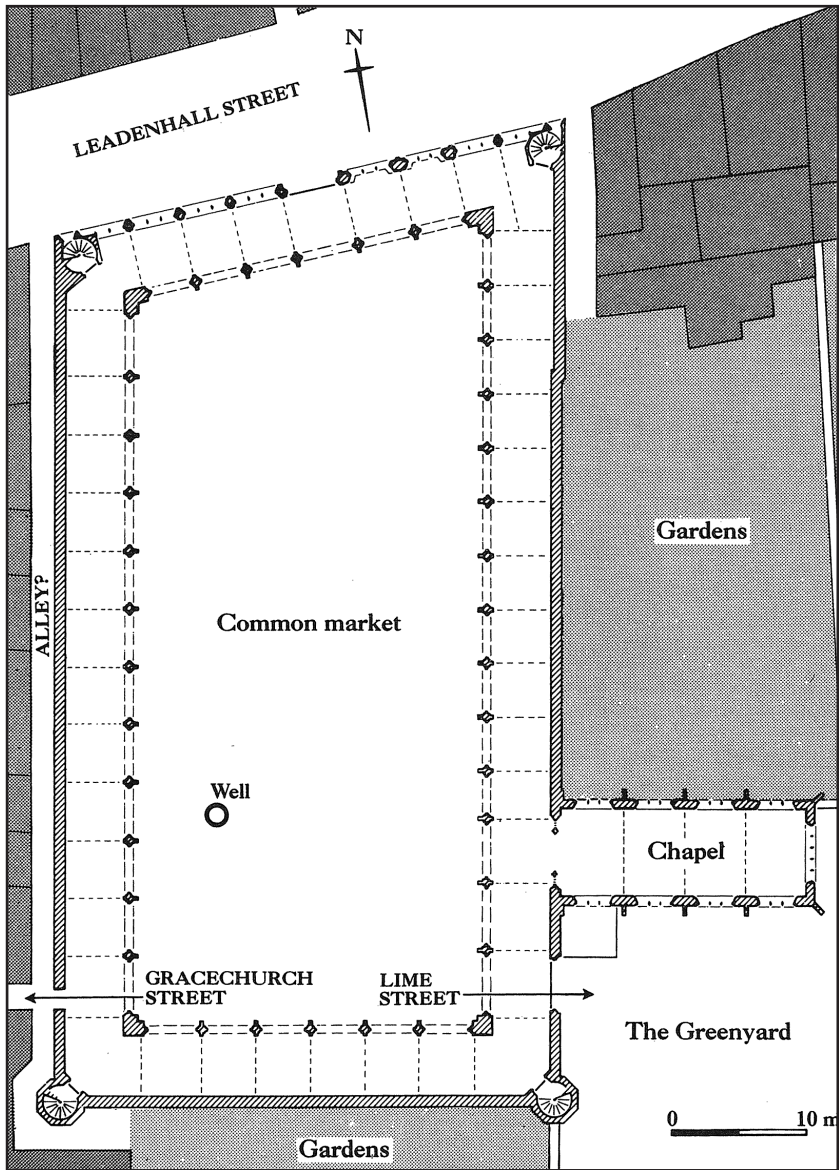 N
LEADENHALL STREET
Gardens
ALLEY?
Common market
Well
Chapel
GRACECHURCH
STREET
LIME
STREET
The Greenyard
0 10 m
Gardens